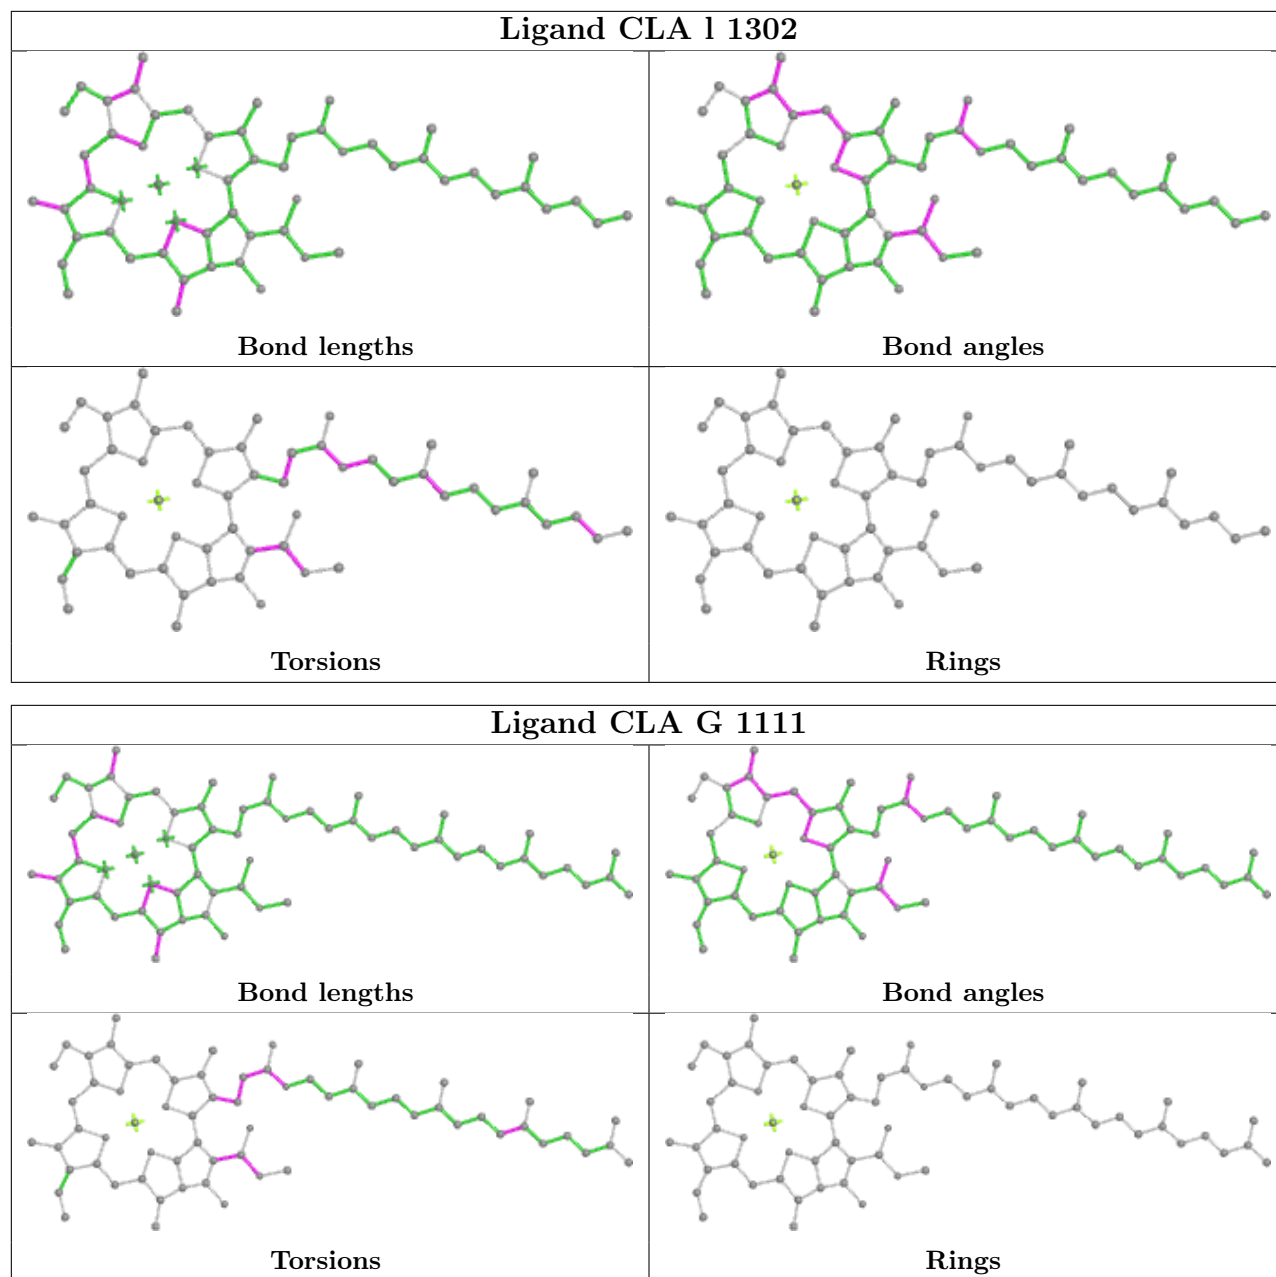 Ligand CLA l 1302
Bond lengths
Bond angles
Torsions
Rings
Ligand CLA G 1111
Bond lengths
Bond angles
Torsions
Rings